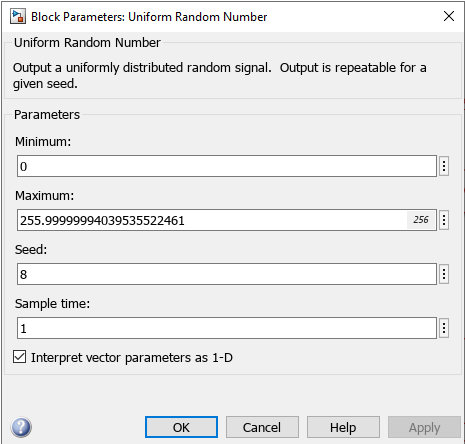 Block Parameters: Uniform Random Number
Uniform Random Number
Output a uniformly distributed random signal.  Output is repeatable for a
given seed.
Parameters
Minimum:
0
Maximum:
255.99999994039535522461 256
Seed:
8
Sample time:
1
Interpret vector parameters as 1-D
OK Cancel Help Apply